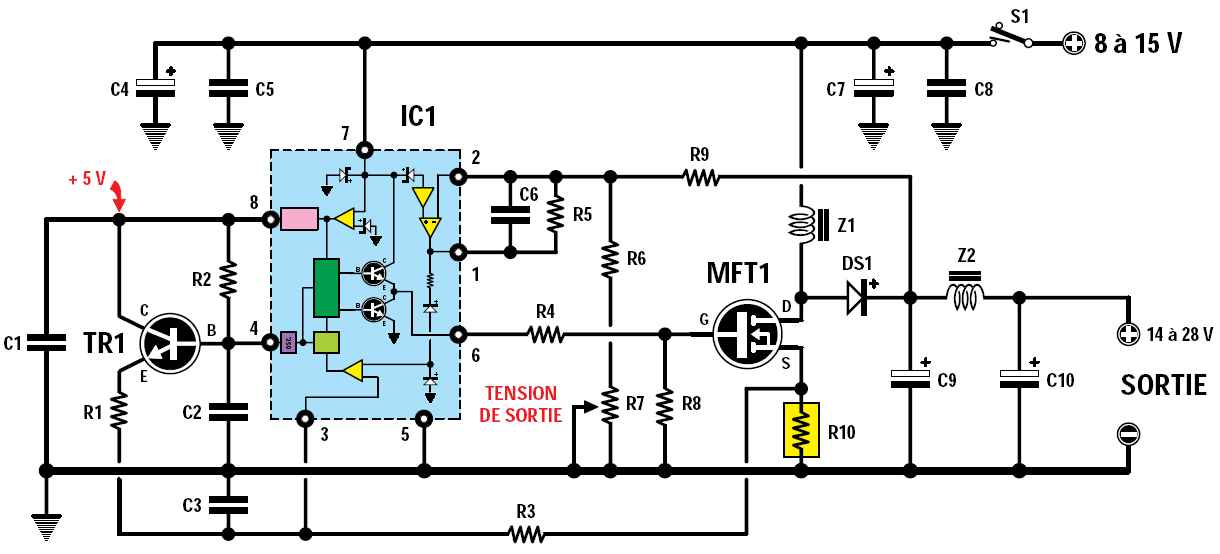 S1
8 à 15 V
C4
C5
C7
C8
IC1
7
2
R9
+ 5 V
8
C6
R5
Z1
R2
C
E
B
1
R6
MFT1
DS1
Z2
D
C
B
TR1
4
OSC.
B
C
E
6
R4
G
S
14 à 28 V
C1
E
C9
C10
SORTIE
R1
C2
TENSION
DE SORTIE
R7
R8
R10
3
5
C3
R3